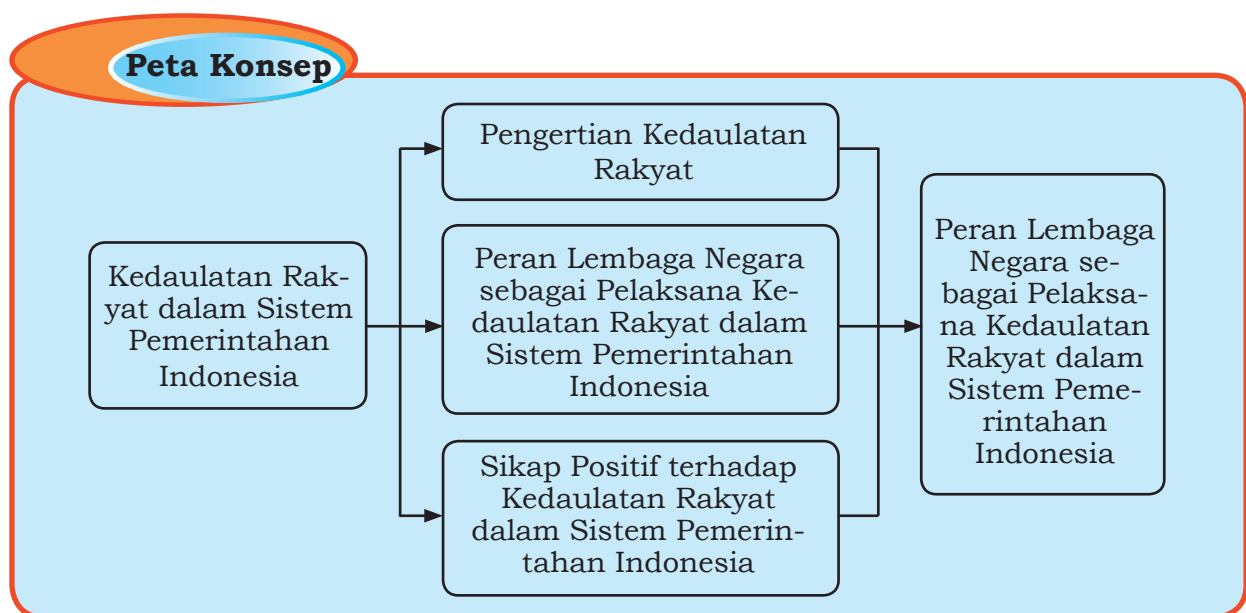 Peta Konsep
Kedaulatan Rak-
yat dalam Sistem
Pemerintahan
Indonesia
Pengertian Kedaulatan
Rakyat
Peran Lembaga Negara
sebagai Pelaksana Ke-
daulatan Rakyat dalam
Sistem Pemerintahan
Indonesia
Sikap Positif terhadap
Kedaulatan Rakyat
dalam Sistem Pemerin-
tahan Indonesia
Peran Lembaga
Negara se-
bagai Pelaksa-
na Kedaulatan
Rakyat dalam
Sistem Peme-
rintahan
Indonesia